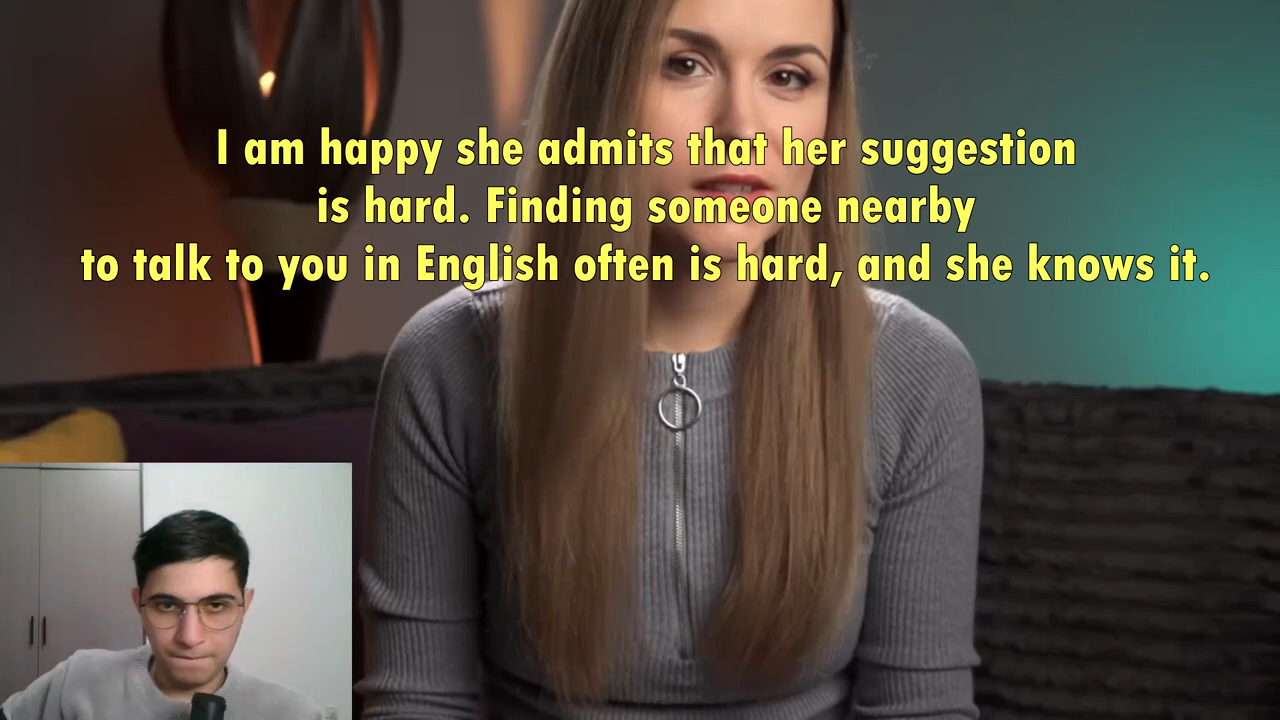 I am happy she admits that her suggestion
is hard. Finding someone nearby
to talk to you in English often is hard, and she knows it.